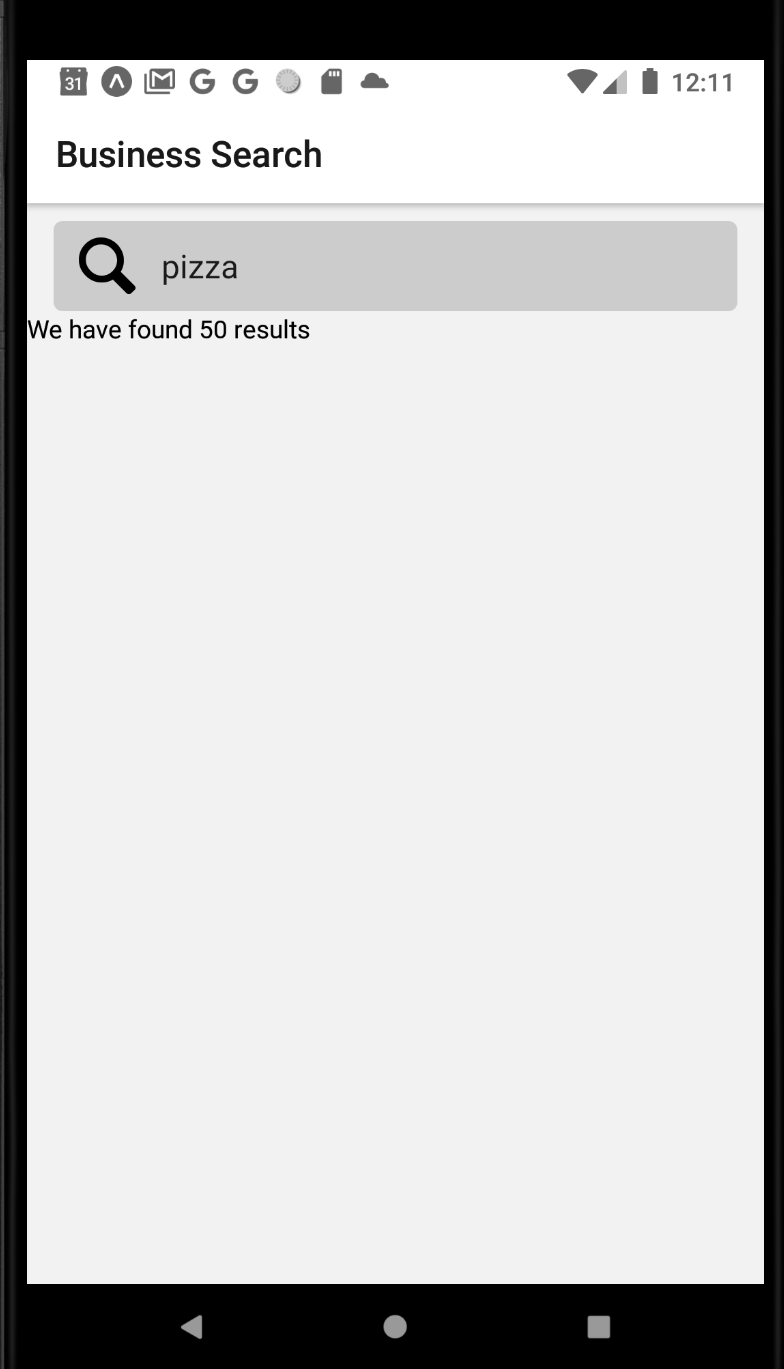 31 12:11
Business Search
pizza
We have found 50 results